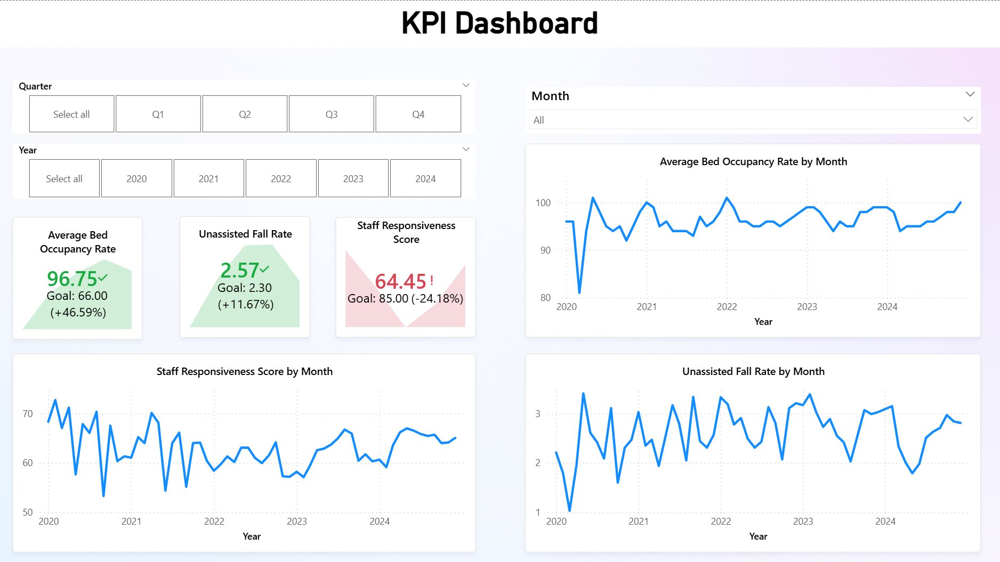 KPI Dashboard
Quarter
Select all
Q1
Q2
Q3
Q4
Year
Select all
2020
2021
2022
2023
2024
Month
All
Average Bed
Occupancy Rate
96.75
Goal: 66.00
(+46.59%)
Unassisted Fall Rate
2.57
Goal: 2.30
(+11.67%)
Staff Responsiveness
Score
64.45!
Goal: 85.00 (-24.18%)
Average Bed Occupancy Rate by Month
100
90
80
2020
2021
2022
2023
2024
Year
Staff Responsiveness Score by Month
70
60
50
2020
2021
2022
2023
2024
Year
Unassisted Fall Rate by Month
3
2
1
2020
2021
2022
2023
2024
Year